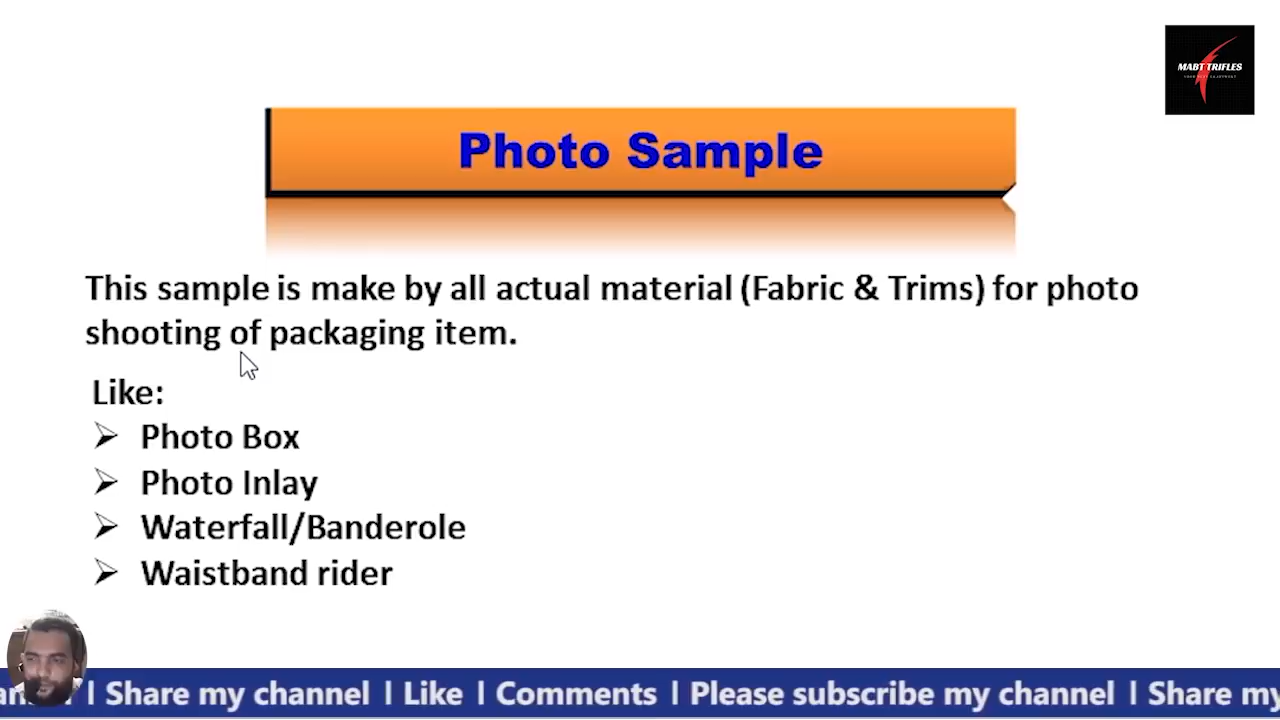 MABT TRIFLES
Photo Sample
This sample is make by all actual material (Fabric & Trims) for photo
shooting of packaging item.
Like:
Photo Box
Photo Inlay
Waterfall/Banderole
Waistband rider
I Share my channel I Like I Comments I Please subscribe my channel I Share my